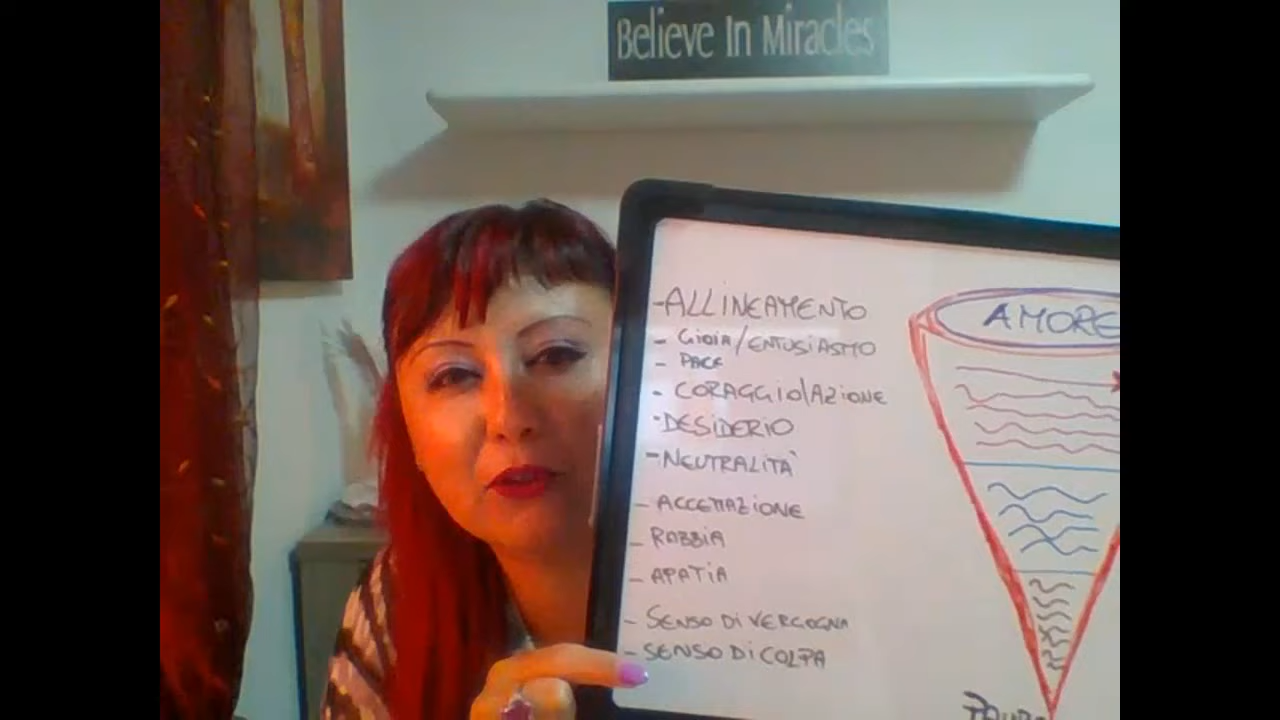 Believe In Miracles
- ALLINEAMENTO
- GIOIA/ENTUSIASMO
- PACE
- CORAGGIO/AZIONE
- DESIDERIO
- NEUTRALITÀ
- ACCETTAZIONE
- RABBIA
- APATIA
- SENSO DI VERGOGNA
- SENSO DI COLPA
AMORE